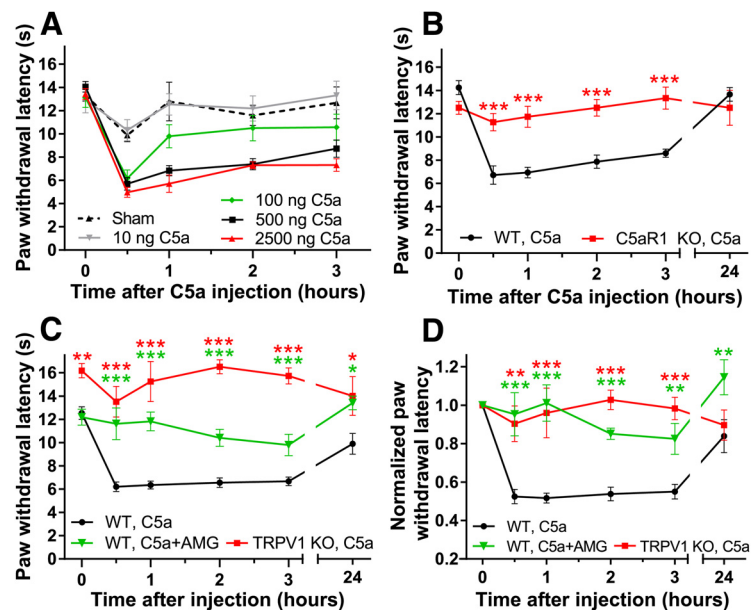 A
Paw withdrawal latency (s)
16
14
12
10
8
6
4
2
0
Sham
10 ng C5a
100 ng C5a
500 ng C5a
2500 ng C5a
0 1 2 3
Time after C5a injection (hours)
B
Paw withdrawal latency (s)
16
14
12
10
8
6
4
2
0
*** *** *** ***
WT, C5a C5aR1 KO, C5a
0 1 2 3 24
Time after C5a injection (hours)
C
Paw withdrawal latency (s)
16
14
12
10
8
6
4
2
0
** *** *** *** *** *
*** *** *** *** *
WT, C5a
WT, C5a+AMG TRPV1 KO, C5a
0 1 2 3 24
Time after injection (hours)
D
Normalized paw
withdrawal latency
1.2
1.0
0.8
0.6
0.4
0.2
** *** *** *** **
*** *** *** **
WT, C5a
WT, C5a+AMG TRPV1 KO, C5a
0 1 2 3 24
Time after injection (hours)